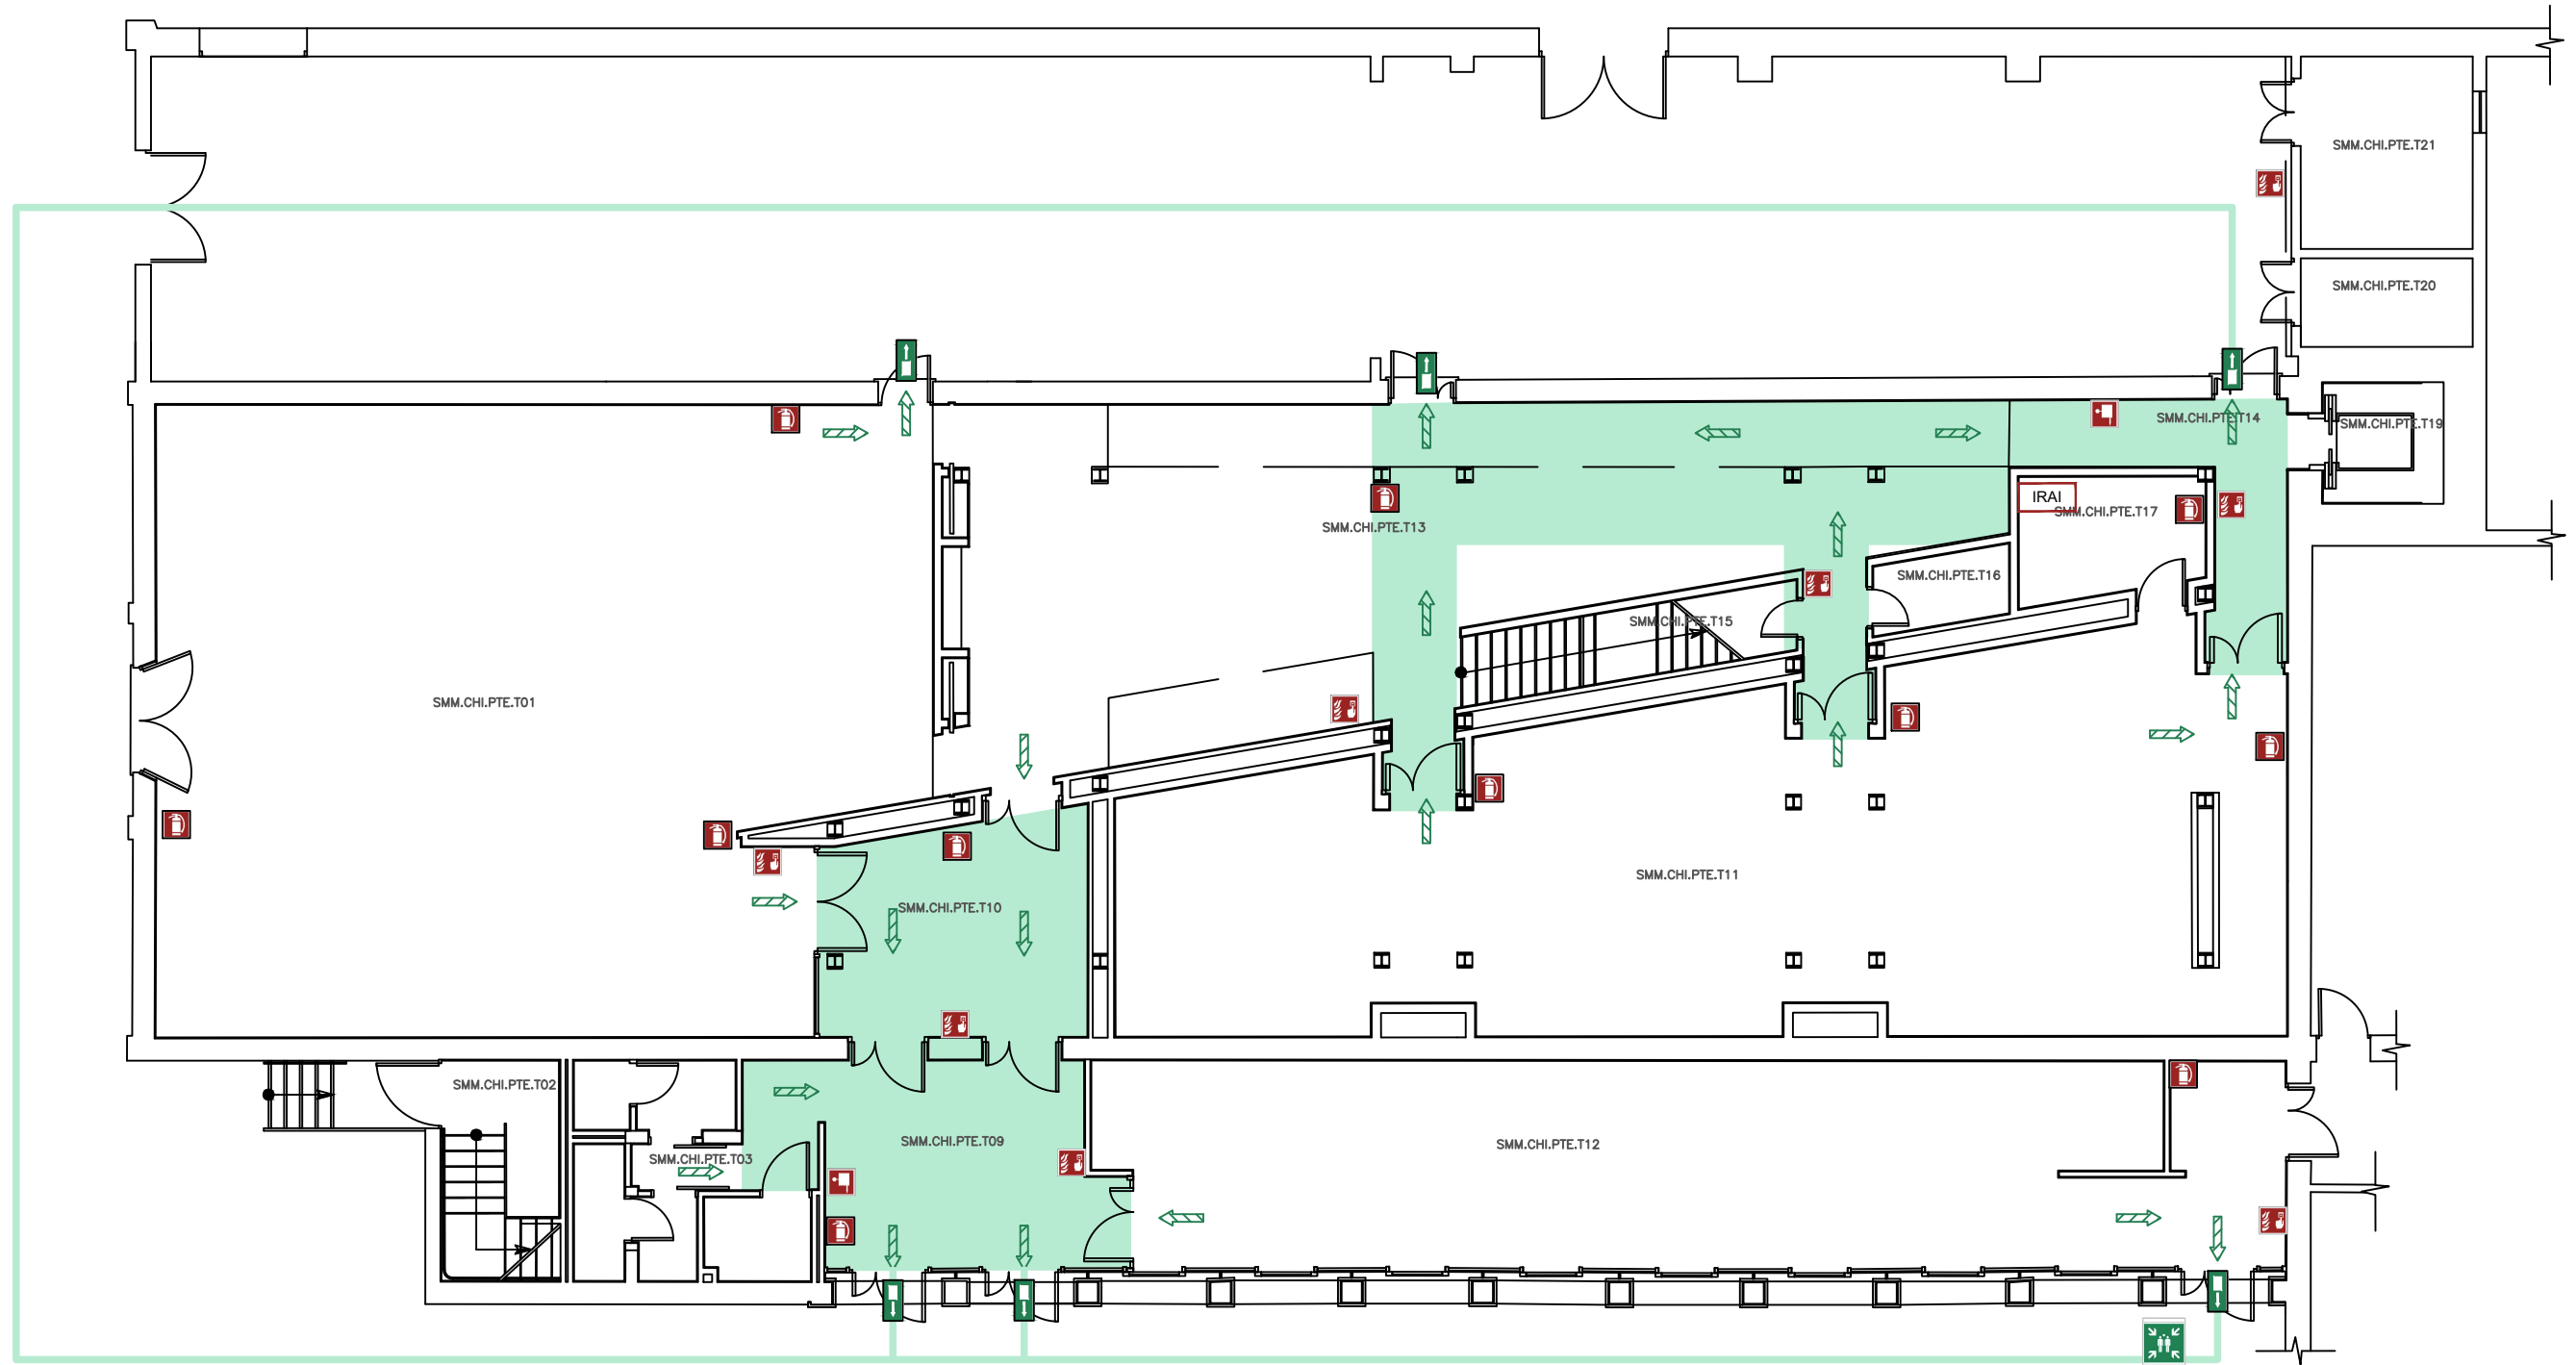 SMM.CHI.PTE.T21
SMM.CHI.PTE.T20
SMM.CHI.PTE.T14
SMM.CHI.PTE.T19
IRAI
SMM.CHI.PTE.T17
SMM.CHI.PTE.T13
SMM.CHI.PTE.T16
SMM.CHI.PTE.T15
SMM.CHI.PTE.T01
SMM.CHI.PTE.T11
SMM.CHI.PTE.T10
SMM.CHI.PTE.T02
SMM.CHI.PTE.T09
SMM.CHI.PTE.T12
SMM.CHI.PTE.T03